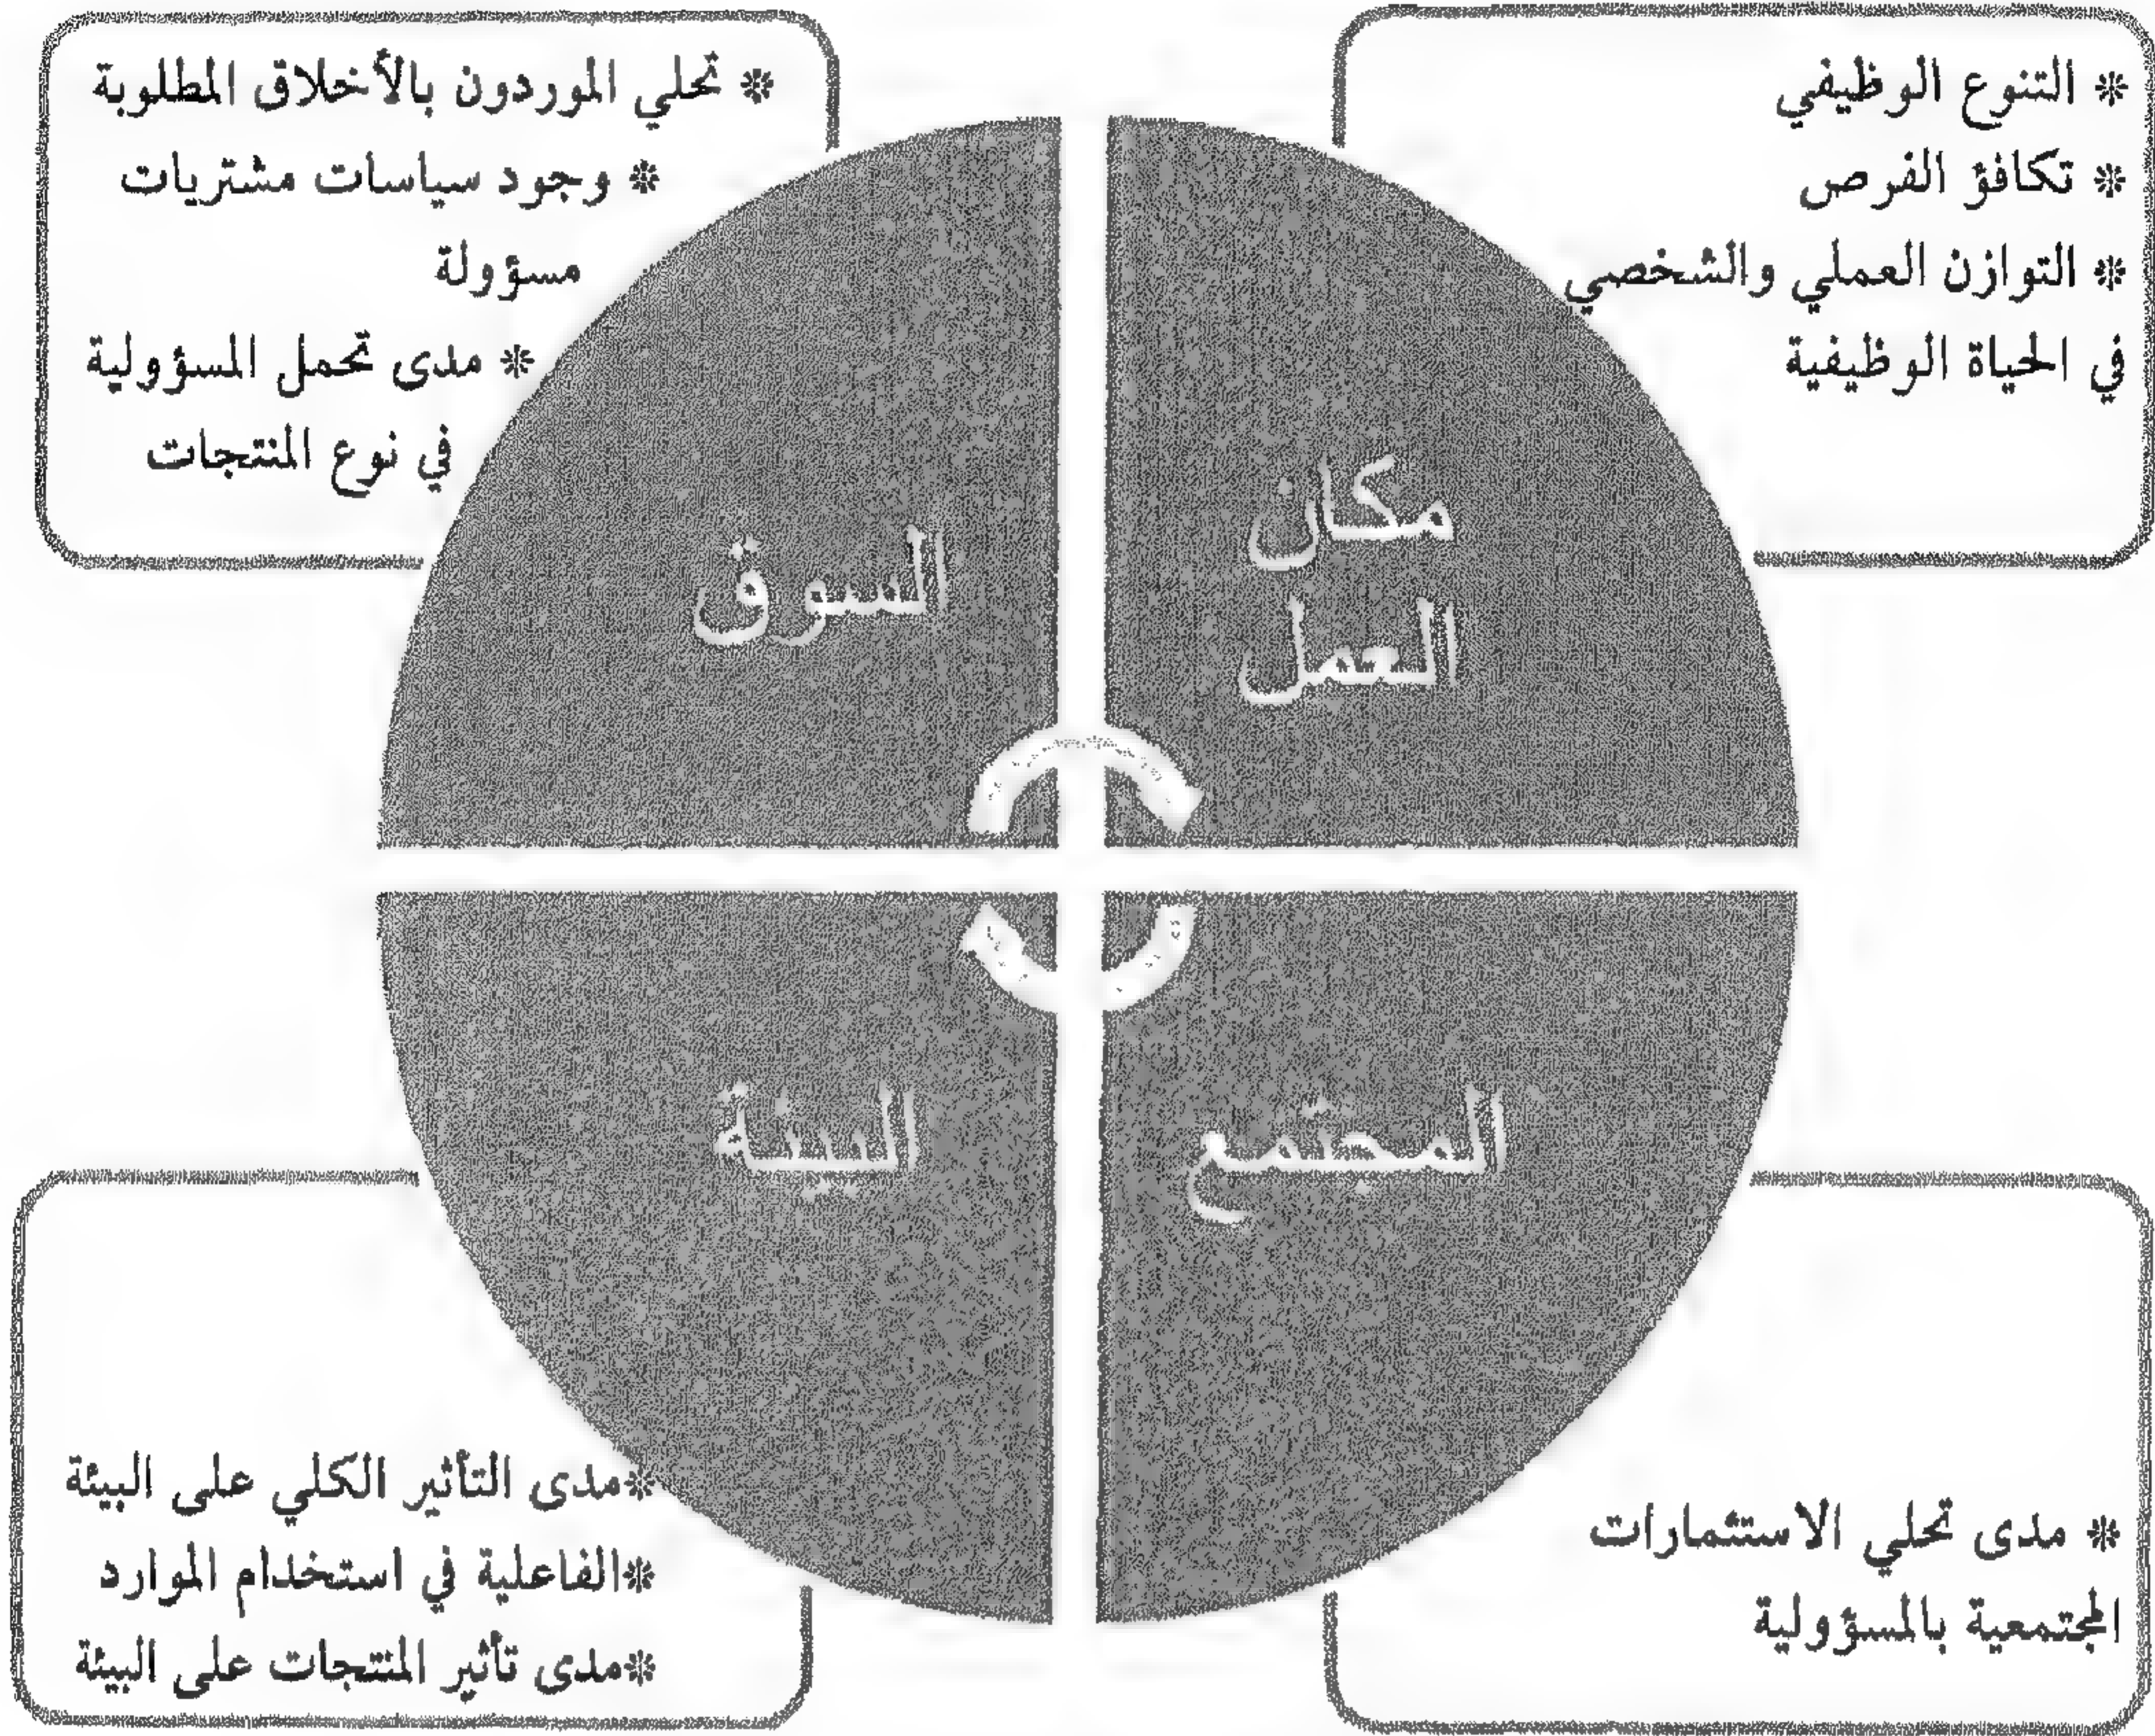 * التنوع الوظيفي
* تكافؤ الفرص
* التوازن العملي والشخصي
في الحياة الوظيفية
* تحلي الموردون بالأخلاق المطلوبة
* وجود سياسات مشتريات
مسؤولة
* مدى تحمل المسؤولية
في نوع المنتجات
مكان
العمل
السوق
المجتمع
البيئة
* مدى تحلي الاستثمارات
المجتمعية بالمسؤولية
*مدى التأثير الكلي على البيئة
*الفاعلية في استخدام الموارد
*مدى تأثير المنتجات على البيئة